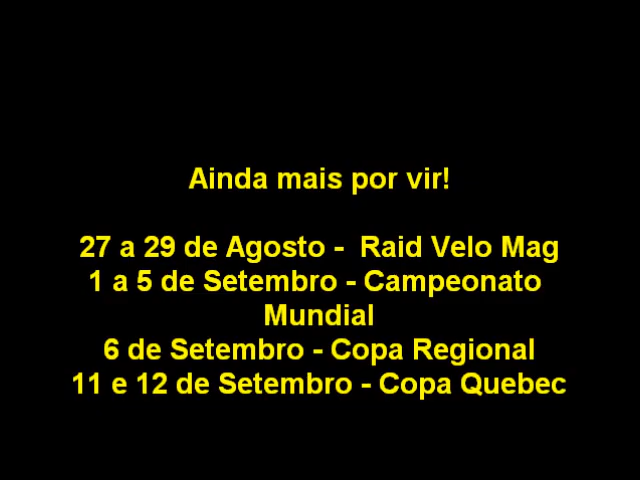 Ainda mais por vir!
27 a 29 de Agosto -  Raid Velo Mag
1 a 5 de Setembro - Campeonato
Mundial
6 de Setembro - Copa Regional
11 e 12 de Setembro - Copa Quebec